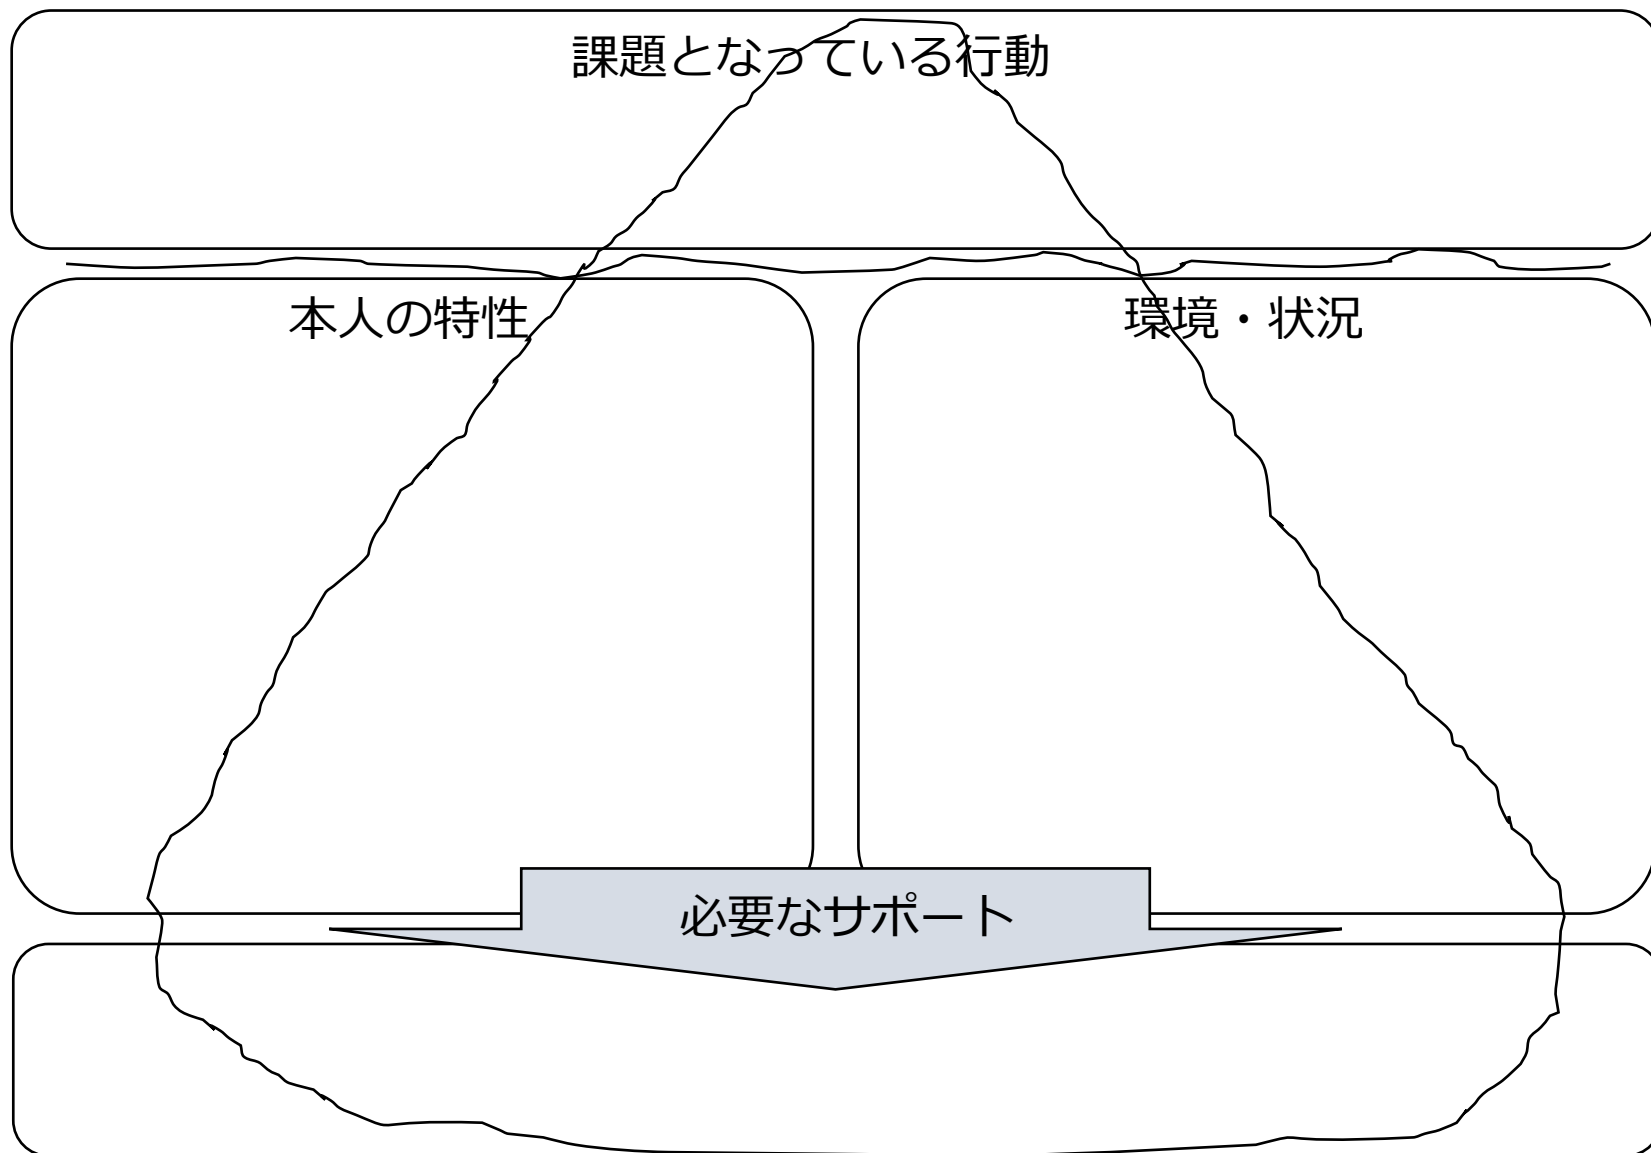 課題となっている行動
本人の特性
環境・状況
必要なサポート